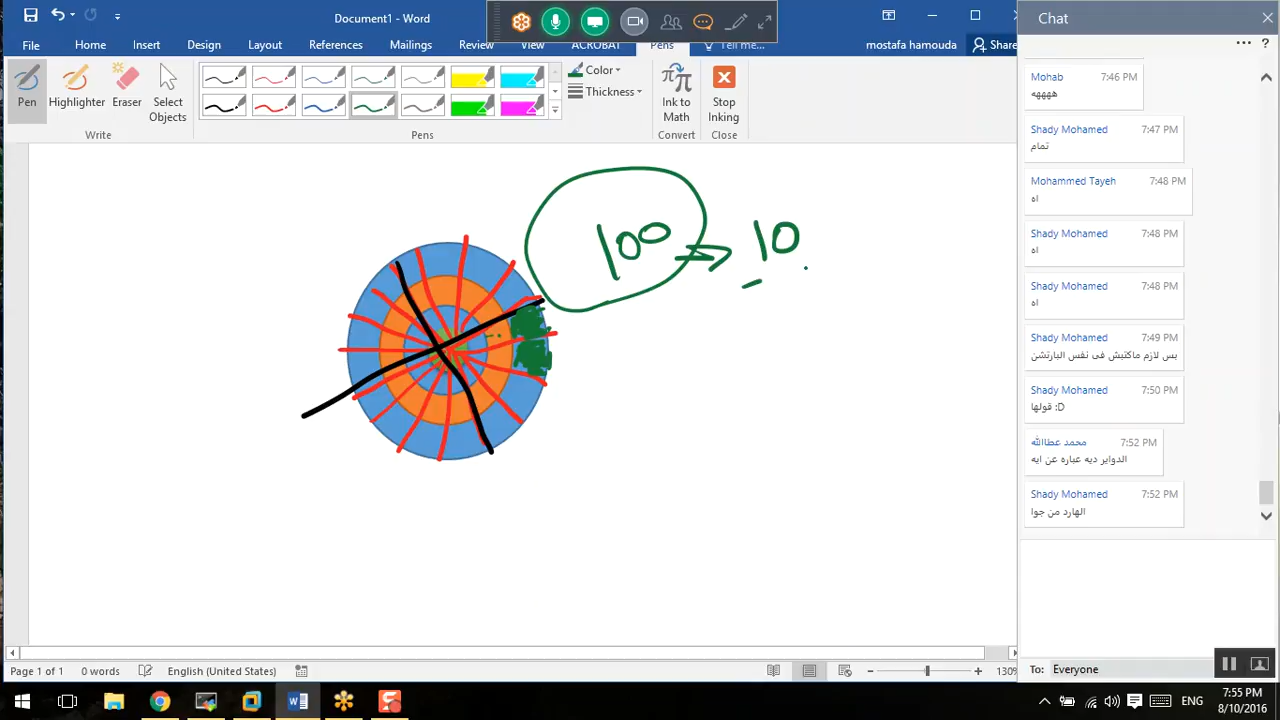 Document1 - Word
Chat
File
Home
Insert
Design
Layout
References
Mailings
Review
View
ACROBAT
Pens
Tell me...
mostafa hamouda
Share
Pen
Highlighter
Eraser
Select Objects
Color
Thickness
Ink to Math
Stop Inking
Write
Pens
Convert
Close
100
10
Mohab 7:46 PM
هههههه
Shady Mohamed 7:47 PM
تمام
Mohammed Tayeh 7:48 PM
اه
Shady Mohamed 7:48 PM
اه
Shady Mohamed 7:48 PM
اه
Shady Mohamed 7:49 PM
بس لازم ماكتبش فى نفس البارتشن
Shady Mohamed 7:50 PM
قولها :D
محمد عطاالله 7:52 PM
الدواير ديه عباره عن ايه
Shady Mohamed 7:52 PM
الهارد من جوا
To: Everyone
Page 1 of 1
0 words
English (United States)
130%
ENG
7:55 PM
8/10/2016